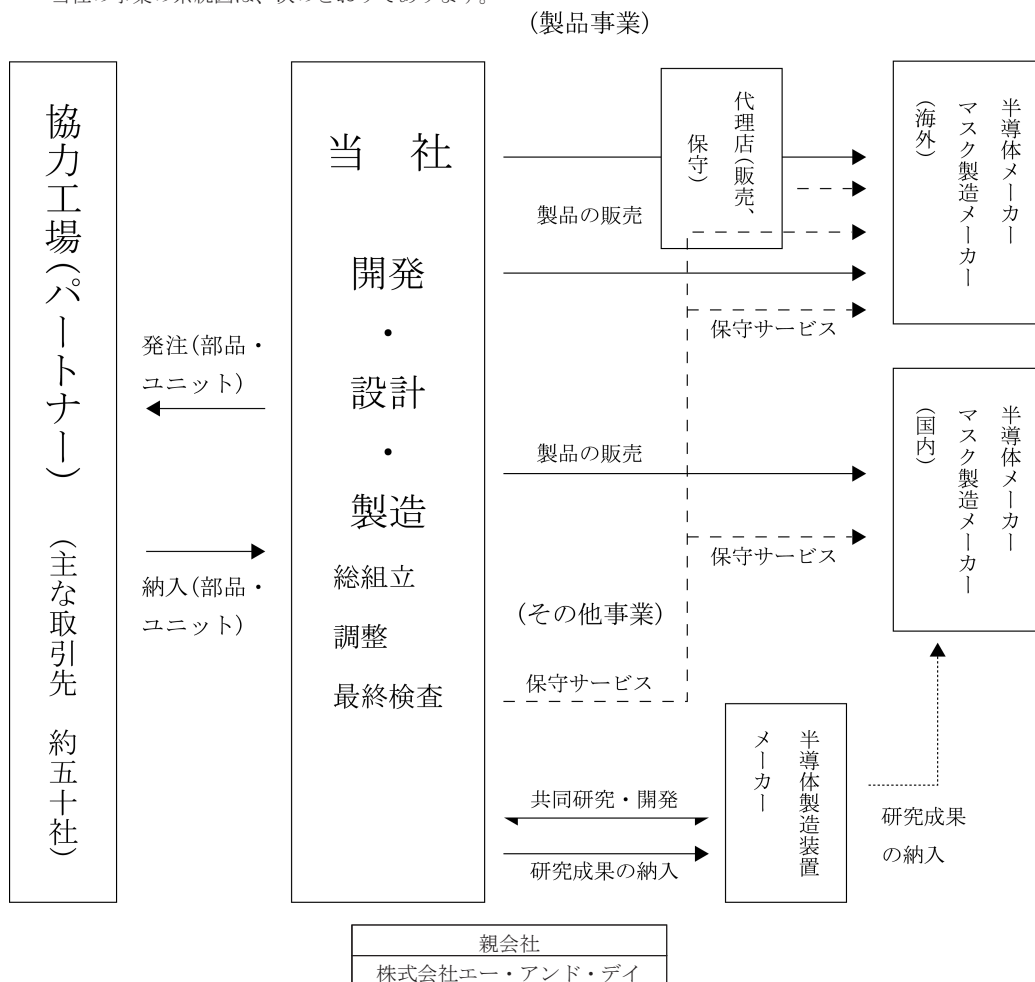 当社の事業の系統図は、次のとおりであります。
(製品事業)
協力工場(パートナー) (主な取引先 約五十社)
発注(部品・
ユニット)
納入(部品・
ユニット)
当 社
開発
・
設計
・
製造
総組立
調整
最終検査
代理店(販売、
保守)
製品の販売
保守サービス
半導体メーカー
マスク製造メーカー
(海外)
製品の販売
保守サービス
半導体メーカー
マスク製造メーカー
(国内)
(その他事業)
保守サービス
共同研究・開発
研究成果の納入
半導体製造装置
メーカー
研究成果
の納入
親会社
株式会社エー・アンド・デイ